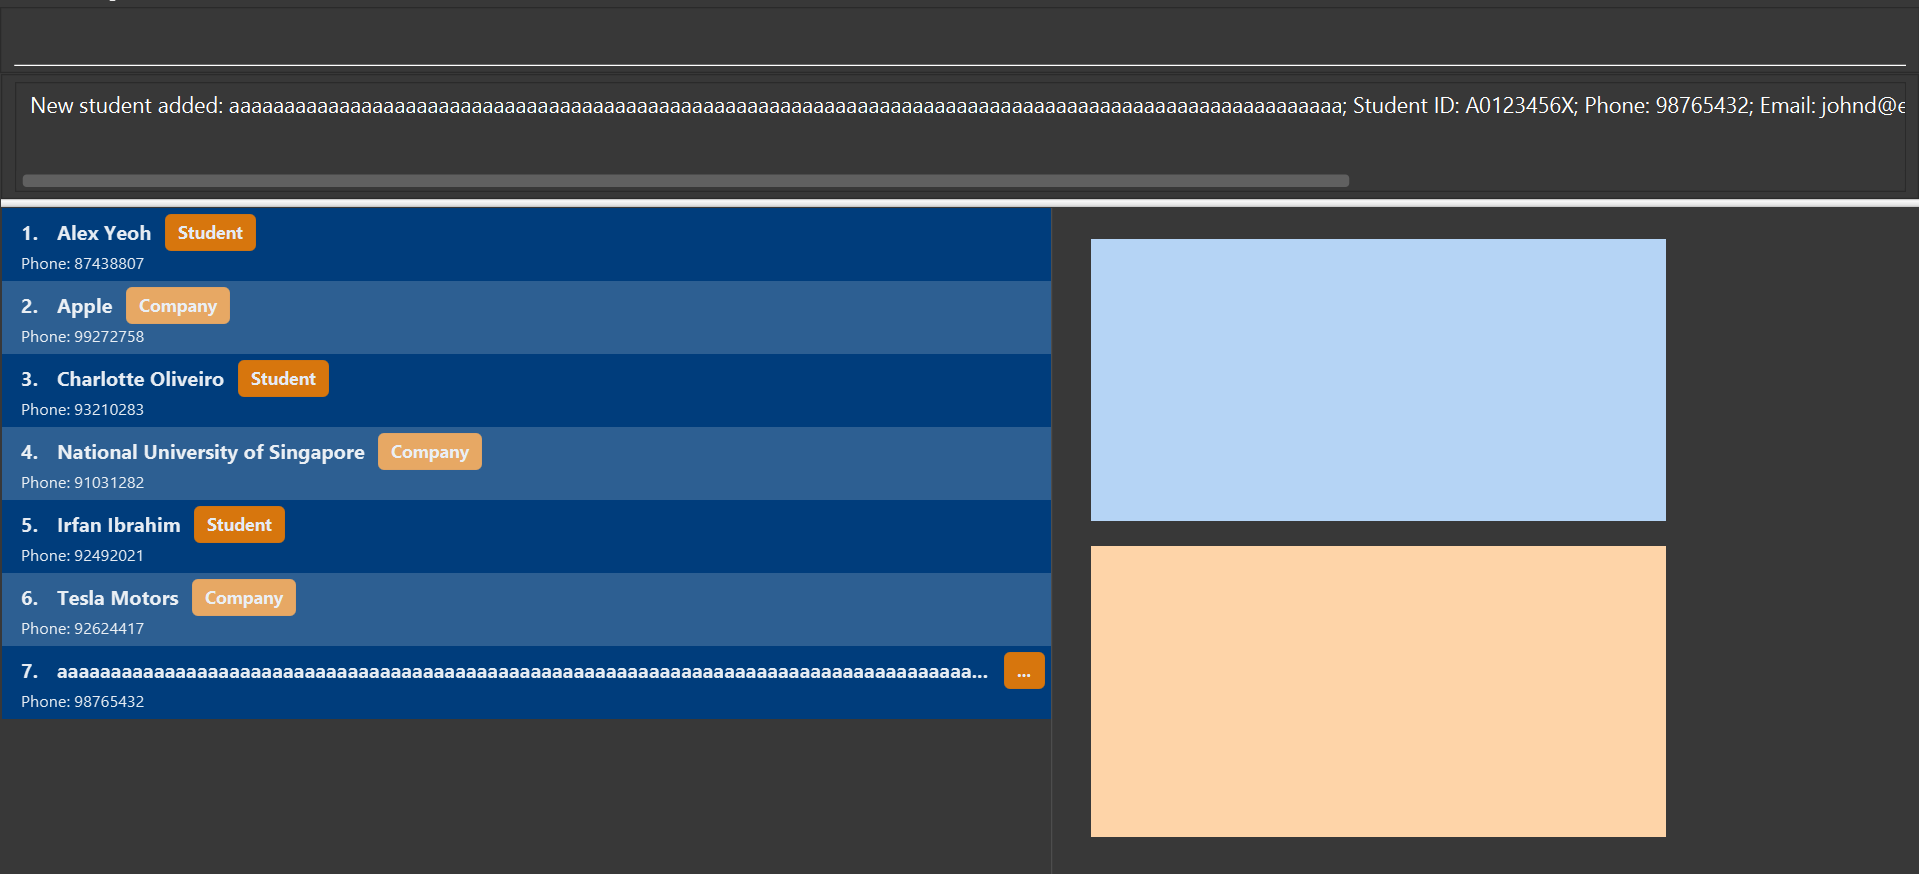 New student added: aaaaaaaaaaaaaaaaaaaaaaaaaaaaaaaaaaaaaaaaaaaaaaaaaaaaaaaaaaaaaaaaaaaaaaaaaaaaaaaaaaaaaaaaaaaaaaaaaaaaa; Student ID: A0123456X; Phone: 98765432; Email: johnd@e
1. Alex Yeoh Student
Phone: 87438807
2. Apple Company
Phone: 99272758
3. Charlotte Oliveiro Student
Phone: 93210283
4. National University of Singapore Company
Phone: 91031282
5. Irfan Ibrahim Student
Phone: 92492021
6. Tesla Motors Company
Phone: 92624417
7. aaaaaaaaaaaaaaaaaaaaaaaaaaaaaaaaaaaaaaaaaaaaaaaaaaaaaaaaaaaaaaaaaaaaaaaaaaaaaaaaaaaaa... ...
Phone: 98765432